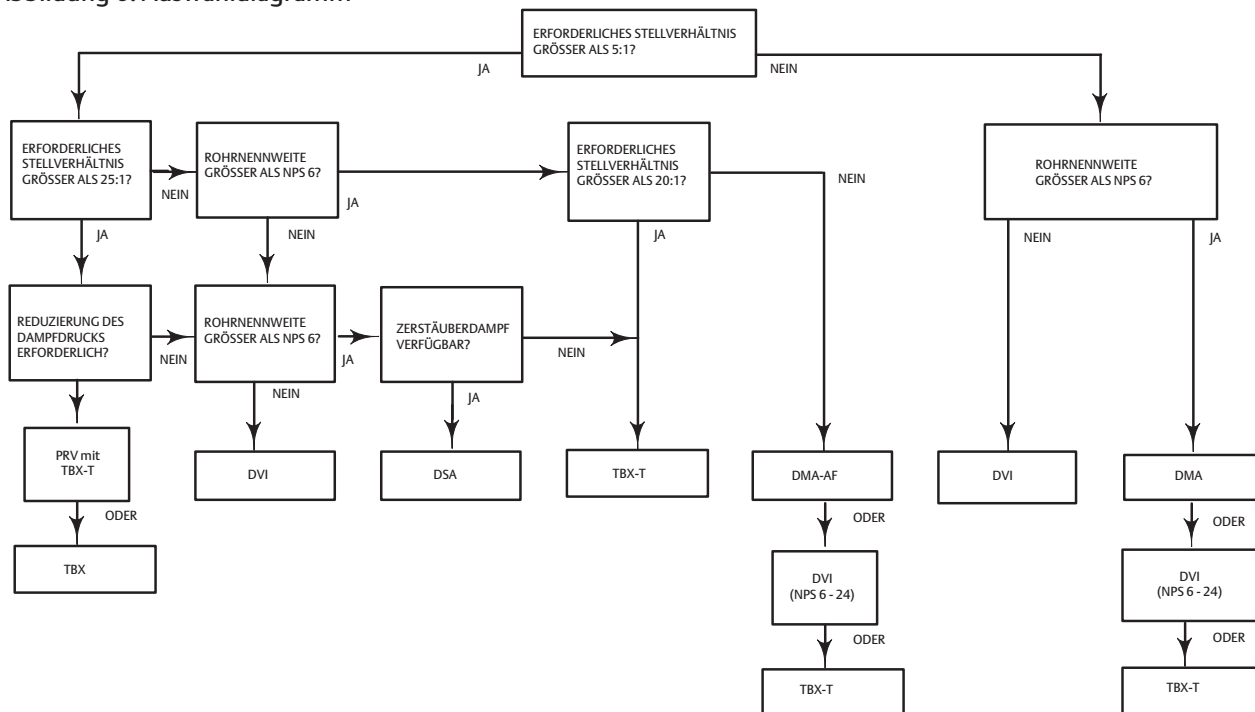 ERFORDERLICHES STELLVERHÄLTNIS
GRÖSSER ALS 5:1?
JA
NEIN
ERFORDERLICHES
STELLVERHÄLTNIS
GRÖSSER ALS 25:1?
NEIN
JA
ROHRNENNWEITE
GRÖSSER ALS NPS 6?
JA
NEIN
ERFORDERLICHES
STELLVERHÄLTNIS
GRÖSSER ALS 20:1?
NEIN
JA
ROHRNENNWEITE
GRÖSSER ALS NPS 6?
NEIN
JA
REDUZIERUNG DES
DAMPFDRUCKS
ERFORDERLICH?
NEIN
ROHRNENNWEITE
GRÖSSER ALS NPS 6?
JA
NEIN
ZERSTÄUBERDAMPF
VERFÜGBAR?
NEIN
JA
PRV mit
TBX-T
ODER
TBX
DVI
DSA
TBX-T
DMA-AF
ODER
DVI
(NPS 6 - 24)
ODER
TBX-T
DVI
DMA
ODER
DVI
(NPS 6 - 24)
ODER
TBX-T